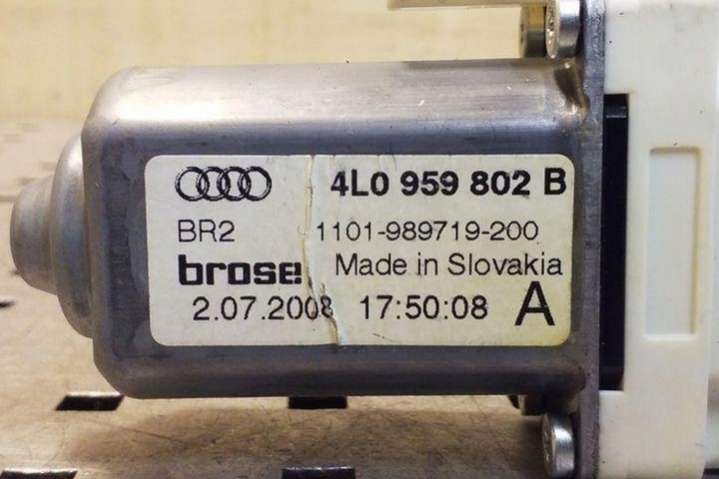 4L0 959 802 B
BR2 1101-989719-200
brose Made in Slovakia
2.07.2008 17:50:08 A